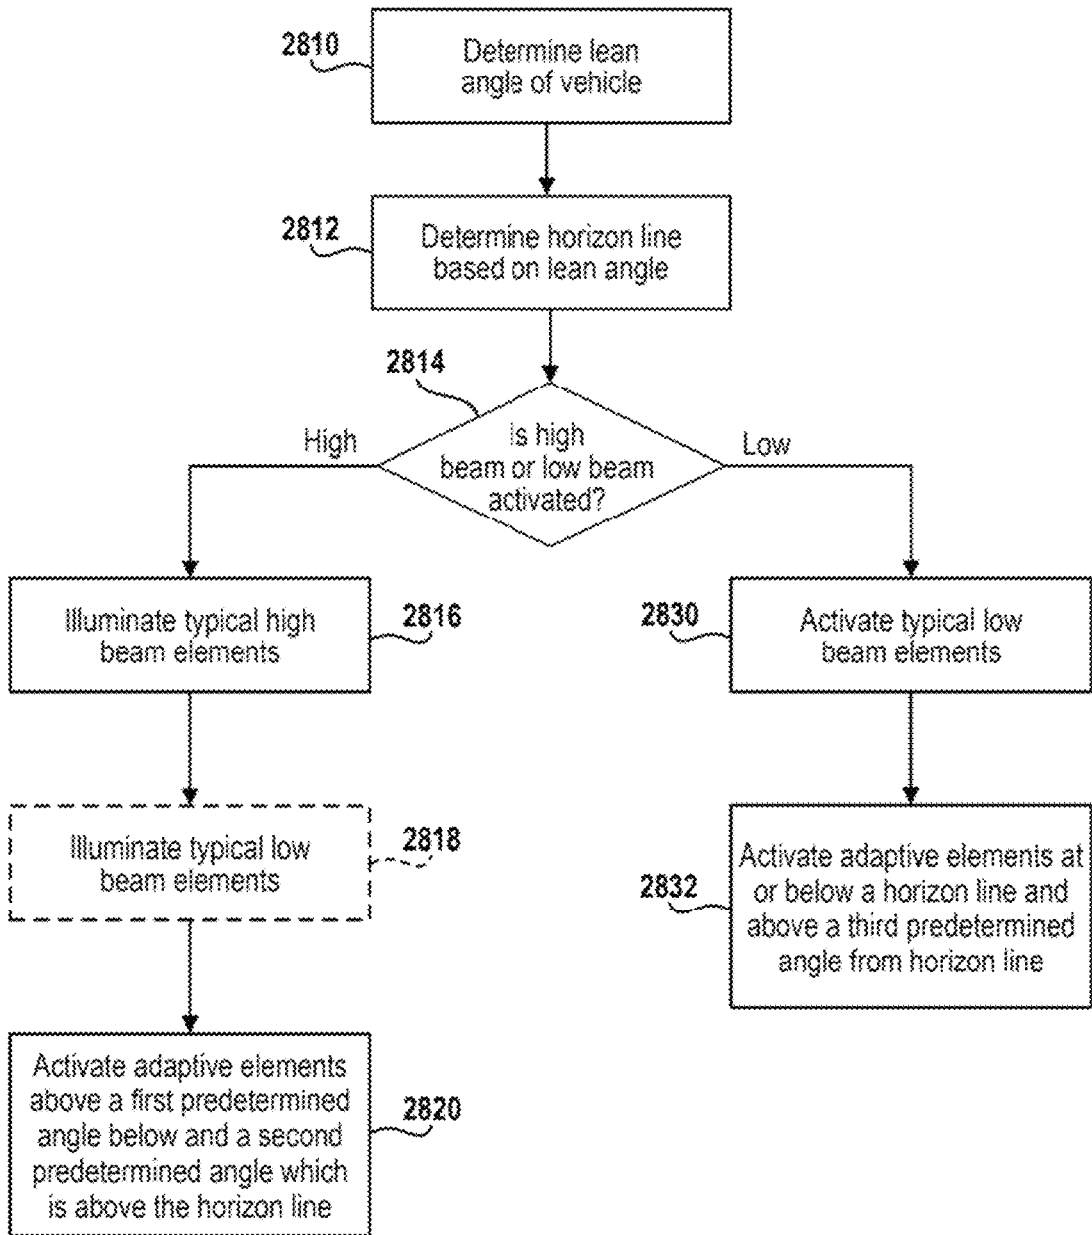 2810
Determine lean
angle of vehicle
2812
Determine horizon line
based on lean angle
2814
High
Is high
beam or low beam
activated?
Low
Illuminate typical high
beam elements
2816
2830
Activate typical low
beam elements
Illuminate typical low
beam elements
2818
2832
Activate adaptive elements at
or below a horizon line and
above a third predetermined
angle from horizon line
Activate adaptive elements
above a first predetermined
angle below and a second
predetermined angle which
is above the horizon line
2820